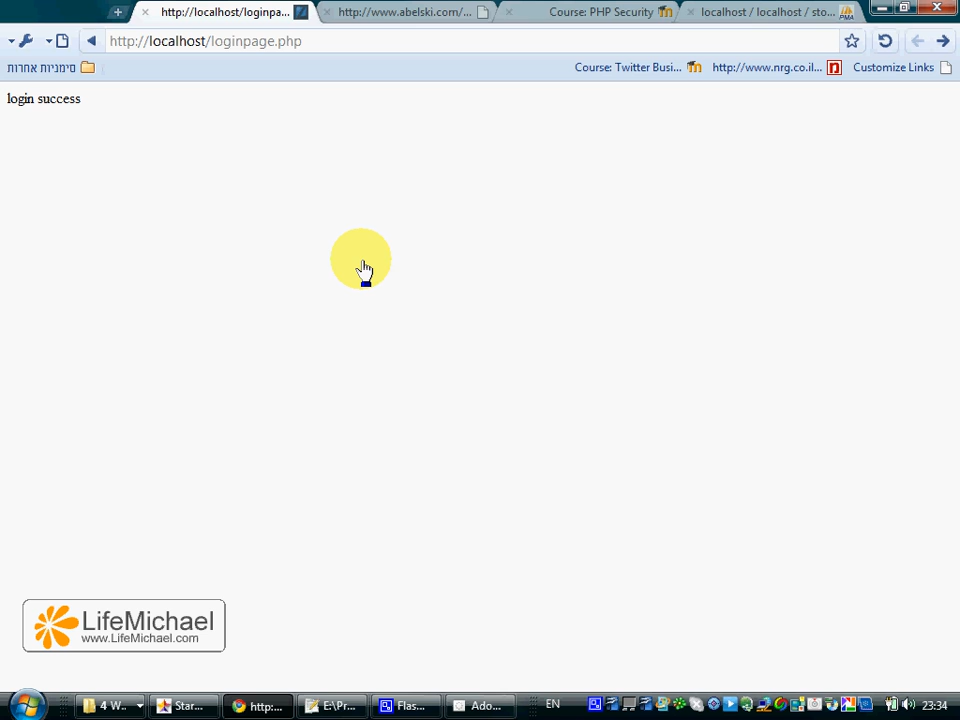 http://localhost/loginpa...
http://www.abelski.com/...
Course: PHP Security
localhost / localhost / sto...
PMA
http://localhost/loginpage.php
סימניות אחרות
Course: Twitter Busi...
http://www.nrg.co.il...
Customize Links
login success
LifeMichael
www.LifeMichael.com
4 W..
Star...
http:...
E:\Pr...
Flas...
Ado...
EN
23:34